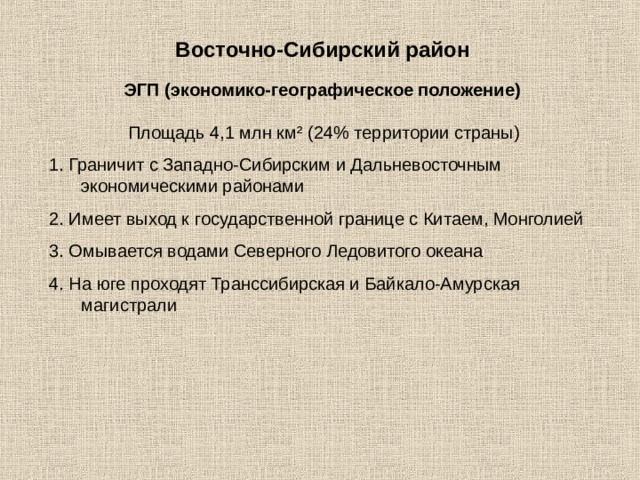 Восточно-Сибирский район
ЭГП (экономико-географическое положение)
Площадь 4,1 млн км² (24% территории страны)
1. Граничит с Западно-Сибирским и Дальневосточным
экономическими районами
2. Имеет выход к государственной границе с Китаем, Монголией
3. Омывается водами Северного Ледовитого океана
4. На юге проходят Транссибирская и Байкало-Амурская
магистрали